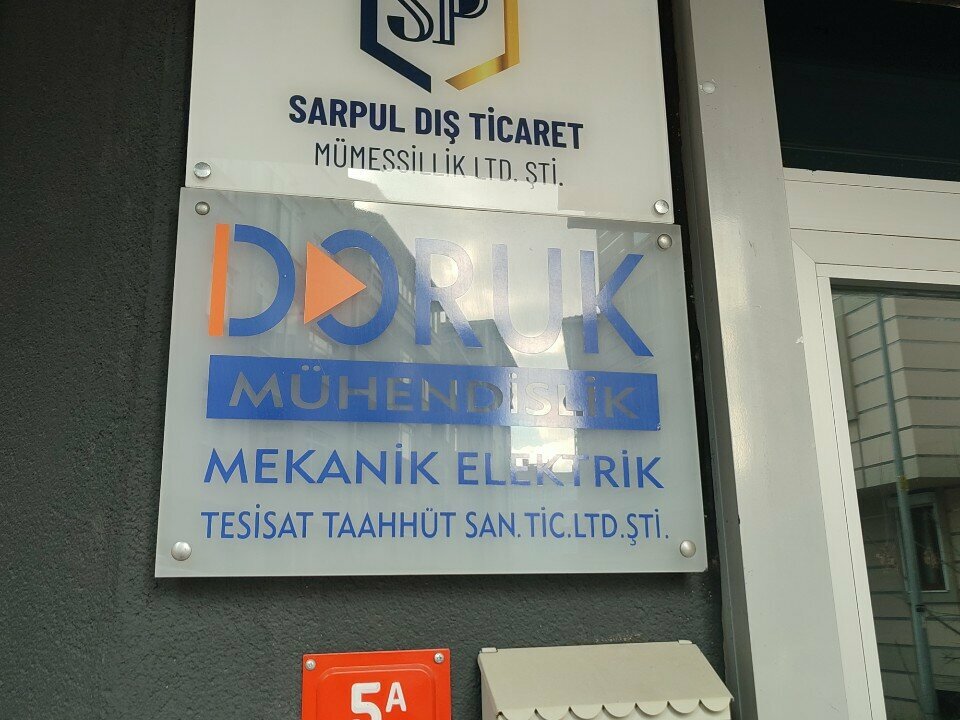 SP
SARPUL DIŞ TİCARET
MÜMESSİLLİK LTD. ŞTİ.
DORUK
MÜHENDİSLİK
MEKANİK ELEKTRİK
TESİSAT TAAHHÜT SAN.TİC.LTD.ŞTİ.
5A